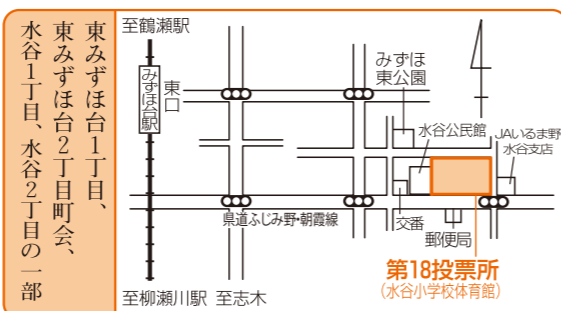 東みずほ台1丁目、
東みずほ台2丁目町会、
水谷1丁目、水谷2丁目の一部
至鶴瀬駅
みずほ台駅
東口
みずほ
東公園
水谷公民館
JAいるま野
水谷支店
県道ふじみ野・朝霞線
交番
郵便局
第18投票所
(水谷小学校体育館)
至柳瀬川駅
至志木